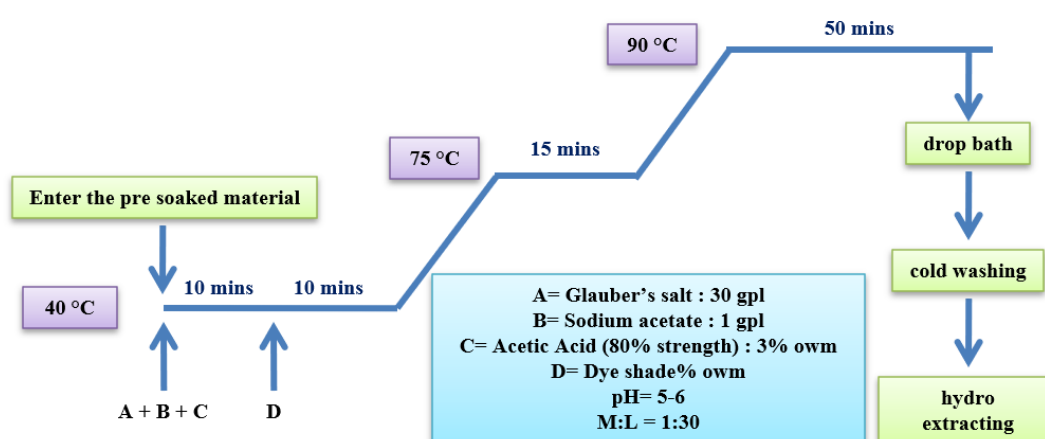 90 °C
50 mins
75 °C
15 mins
drop bath
Enter the pre soaked material
10 mins
10 mins
40 °C
cold washing
A= Glauber’s salt : 30 gpl
B= Sodium acetate : 1 gpl
C= Acetic Acid (80% strength) : 3% owm
D= Dye shade% owm
pH= 5-6
M:L = 1:30
A + B + C
D
hydro
extracting